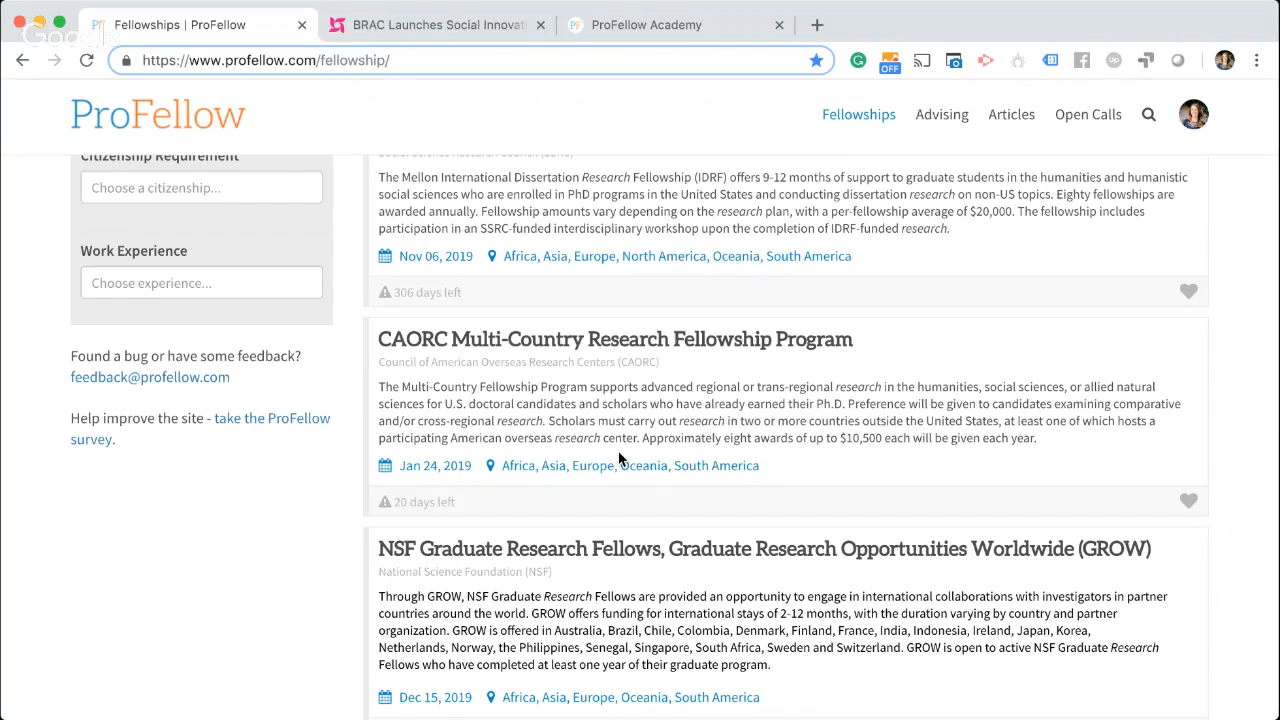 Fellowships | ProFellow
BRAC Launches Social Innovat
ProFellow Academy
https://www.profellow.com/fellowship/
OFF
ProFellow
Fellowships
Advising
Articles
Open Calls
Citizenship Requirement
Choose a citizenship...
Work Experience
Choose experience...
Found a bug or have some feedback?
feedback@profellow.com
Help improve the site - take the ProFellow
survey.
Social Science Research Council (SSRC)
The Mellon International Dissertation Research Fellowship (IDRF) offers 9-12 months of support to graduate students in the humanities and humanistic
social sciences who are enrolled in PhD programs in the United States and conducting dissertation research on non-US topics. Eighty fellowships are
awarded annually. Fellowship amounts vary depending on the research plan, with a per-fellowship average of $20,000. The fellowship includes
participation in an SSRC-funded interdisciplinary workshop upon the completion of IDRF-funded research.
Nov 06, 2019 Africa, Asia, Europe, North America, Oceania, South America
306 days left
CAORC Multi-Country Research Fellowship Program
Council of American Overseas Research Centers (CAORC)
The Multi-Country Fellowship Program supports advanced regional or trans-regional research in the humanities, social sciences, or allied natural
sciences for U.S. doctoral candidates and scholars who have already earned their Ph.D. Preference will be given to candidates examining comparative
and/or cross-regional research. Scholars must carry out research in two or more countries outside the United States, at least one of which hosts a
participating American overseas research center. Approximately eight awards of up to $10,500 each will be given each year.
Jan 24, 2019 Africa, Asia, Europe, Oceania, South America
20 days left
NSF Graduate Research Fellows, Graduate Research Opportunities Worldwide (GROW)
National Science Foundation (NSF)
Through GROW, NSF Graduate Research Fellows are provided an opportunity to engage in international collaborations with investigators in partner
countries around the world. GROW offers funding for international stays of 2-12 months, with the duration varying by country and partner
organization. GROW is offered in Australia, Brazil, Chile, Colombia, Denmark, Finland, France, India, Indonesia, Ireland, Japan, Korea,
Netherlands, Norway, the Philippines, Senegal, Singapore, South Africa, Sweden and Switzerland. GROW is open to active NSF Graduate Research
Fellows who have completed at least one year of their graduate program.
Dec 15, 2019 Africa, Asia, Europe, Oceania, South America